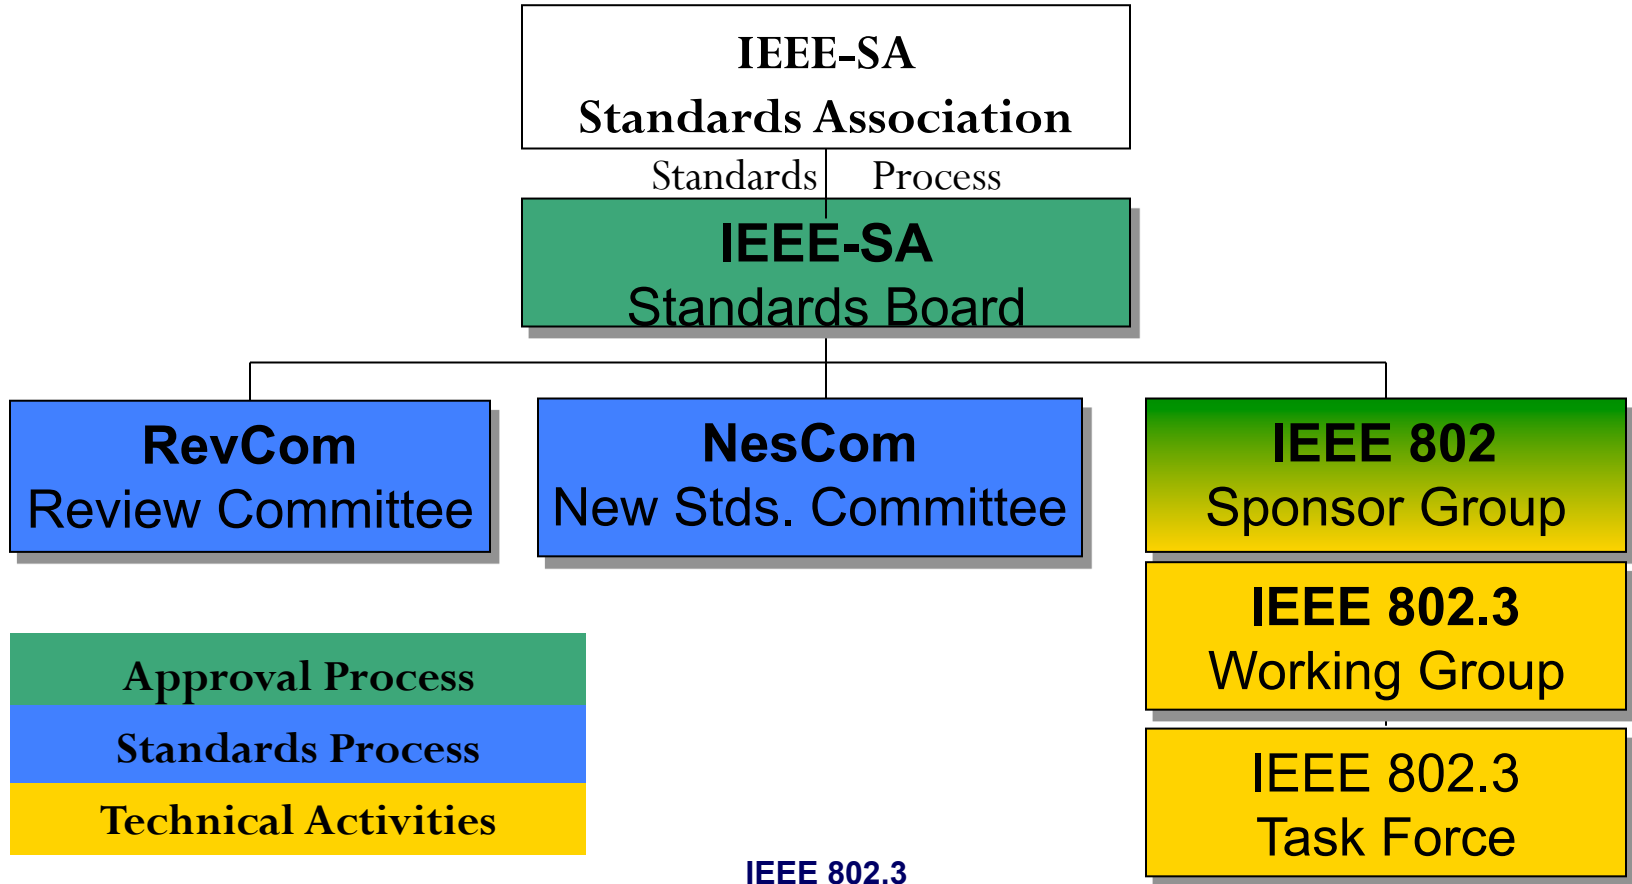 IEEE-SA
Standards Association
Standards Process
IEEE-SA
Standards Board
RevCom
Review Committee
NesCom
New Stds. Committee
IEEE 802
Sponsor Group
IEEE 802.3
Working Group
IEEE 802.3
Task Force
Approval Process
Standards Process
Technical Activities
IEEE 802.3